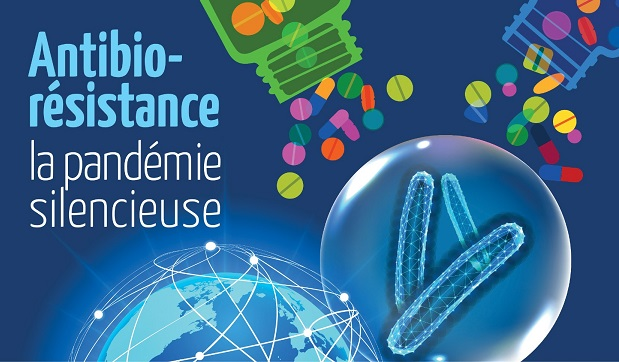 Antibio-
résistance
la pandémie
silencieuse